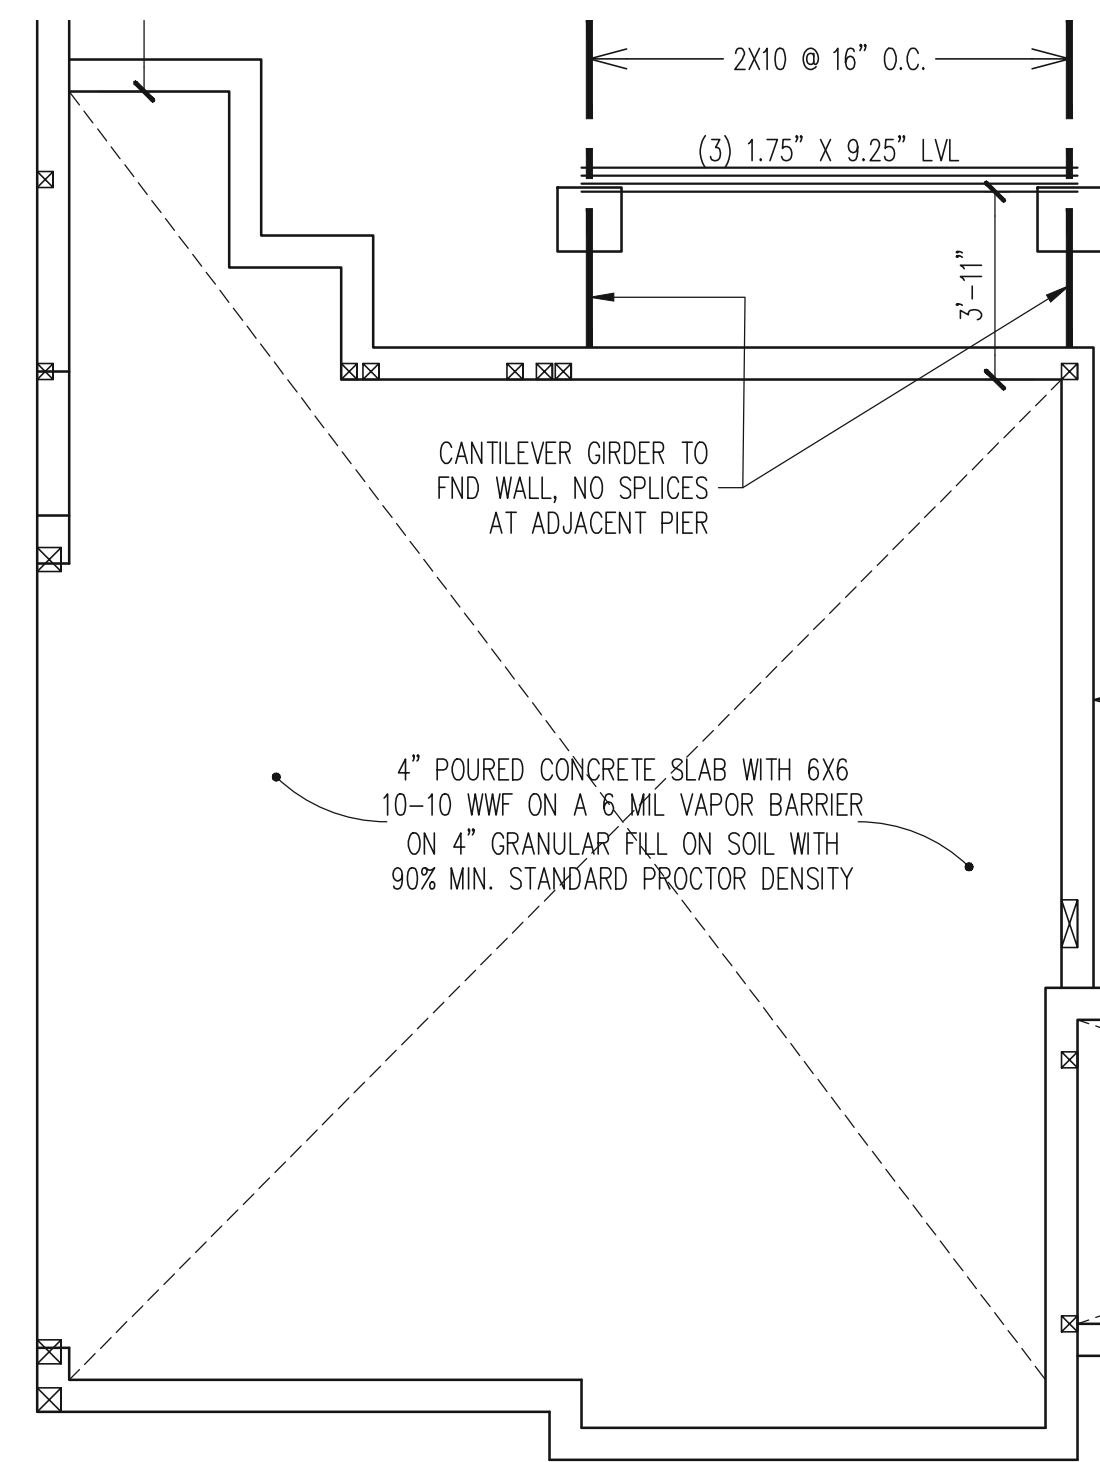 2X10 @ 16" O.C.
(3) 1.75" X 9.25" LVL
3'-11"
CANTILEVER GIRDER TO
FND WALL, NO SPLICES
AT ADJACENT PIER
4" POURED CONCRETE SLAB WITH 6X6
10-10 WWF ON A 6 MIL VAPOR BARRIER
ON 4" GRANULAR FILL ON SOIL WITH
90% MIN. STANDARD PROCTOR DENSITY